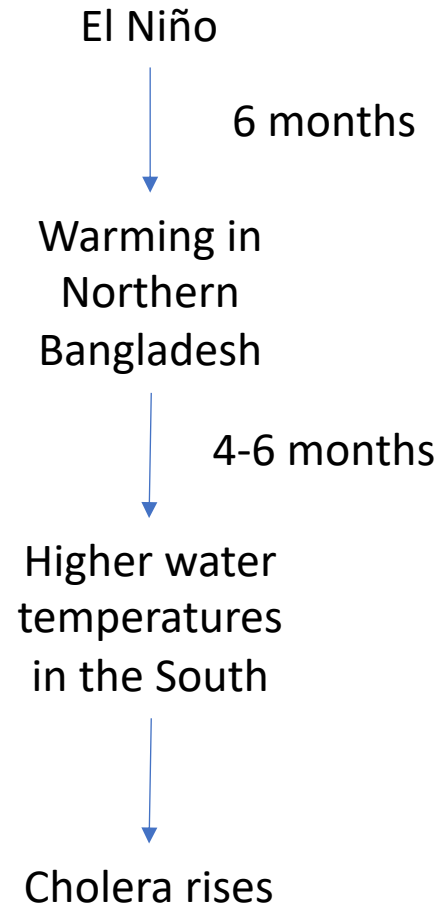 El Niño
6 months
Warming in
Northern
Bangladesh
4-6 months
Higher water
temperatures
in the South
Cholera rises